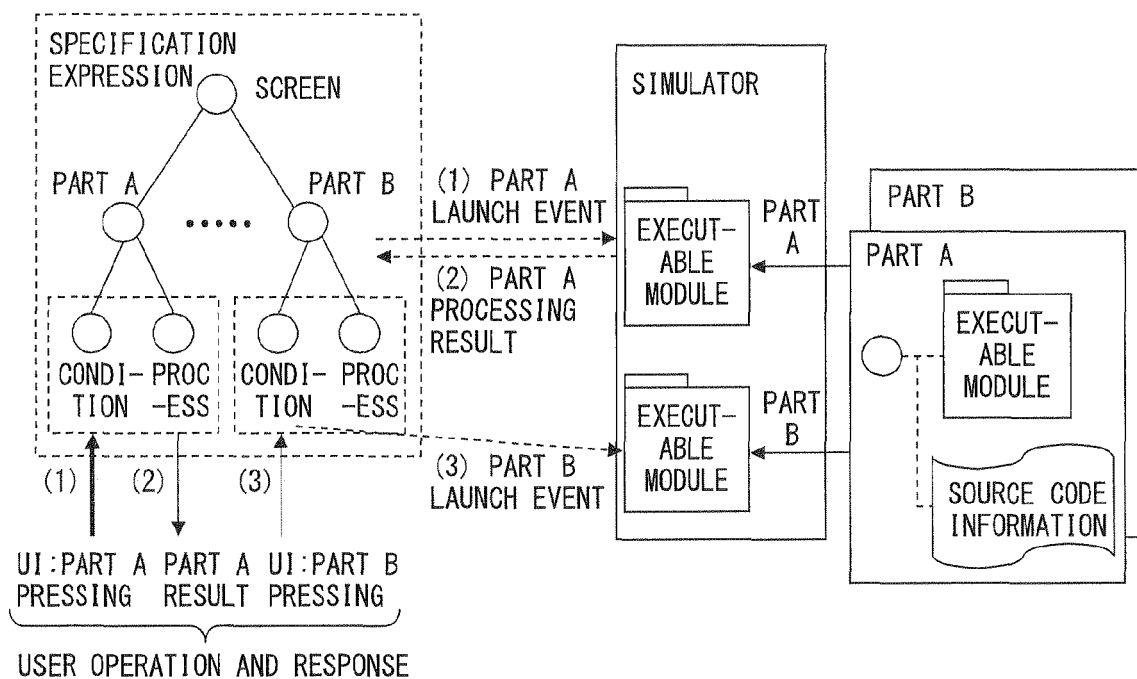 SPECIFICATION
EXPRESSION
SCREEN
PART A
PART B
•••••
CONDI-
TION
PROC
-ESS
CONDI-
TION
PROC
-ESS
(1)
(2)
(3)
UI:PART A
PRESSING
PART A
RESULT
UI:PART B
PRESSING
USER OPERATION AND RESPONSE
(1) PART A
LAUNCH EVENT
(2) PART A
PROCESSING
RESULT
(3) PART B
LAUNCH EVENT
SIMULATOR
EXECUT-
ABLE
MODULE
EXECUT-
ABLE
MODULE
PART
A
PART
B
PART B
PART A
EXECUT-
ABLE
MODULE
SOURCE CODE
INFORMATION